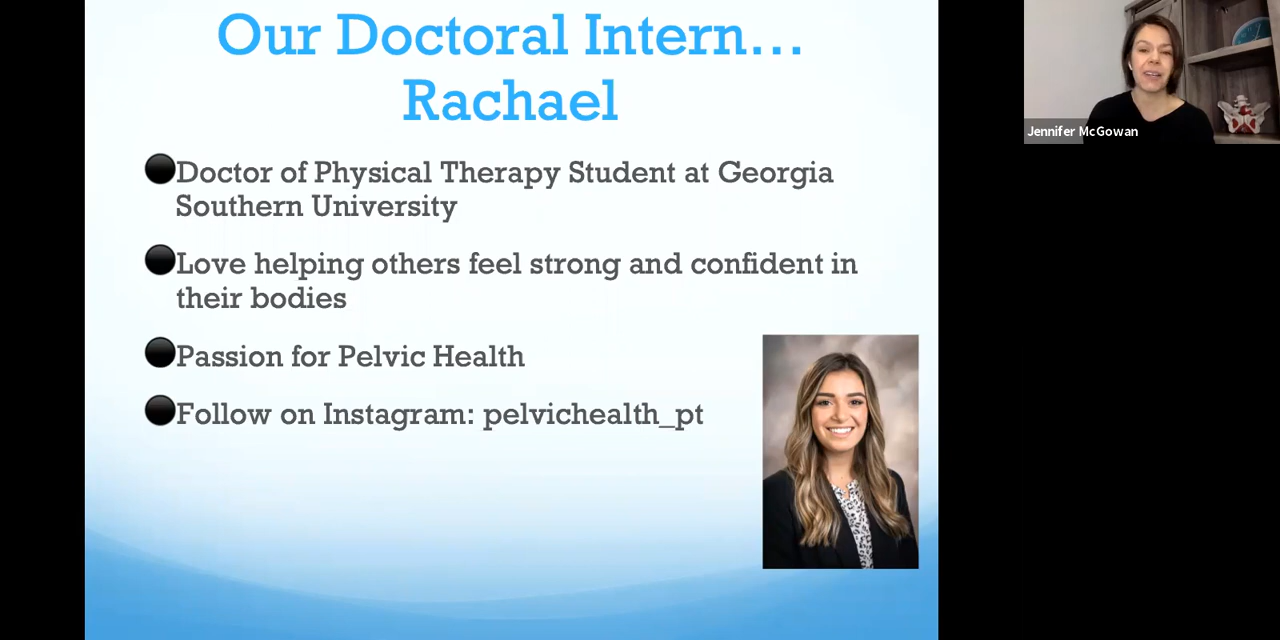 Our Doctoral Intern…
Rachael
Doctor of Physical Therapy Student at Georgia
Southern University
Love helping others feel strong and confident in
their bodies
Passion for Pelvic Health
Follow on Instagram: pelvichealth_pt
Jennifer McGowan